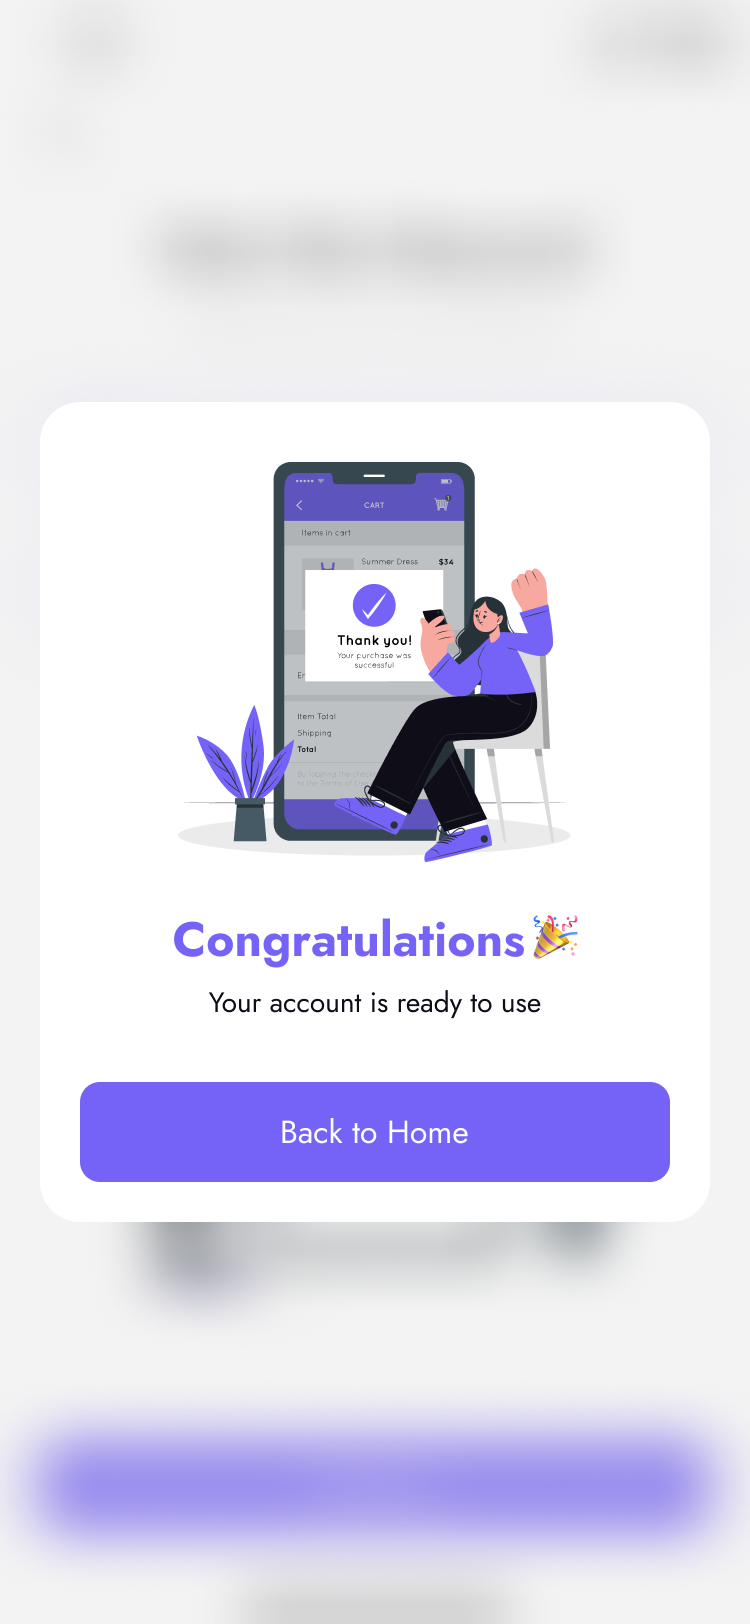 CART
1
Items in cart
Summer Dress $34
Thank you!
Your purchase was
successful
Item Total
Shipping
Total
Congratulations🎉
Your account is ready to use
Back to Home